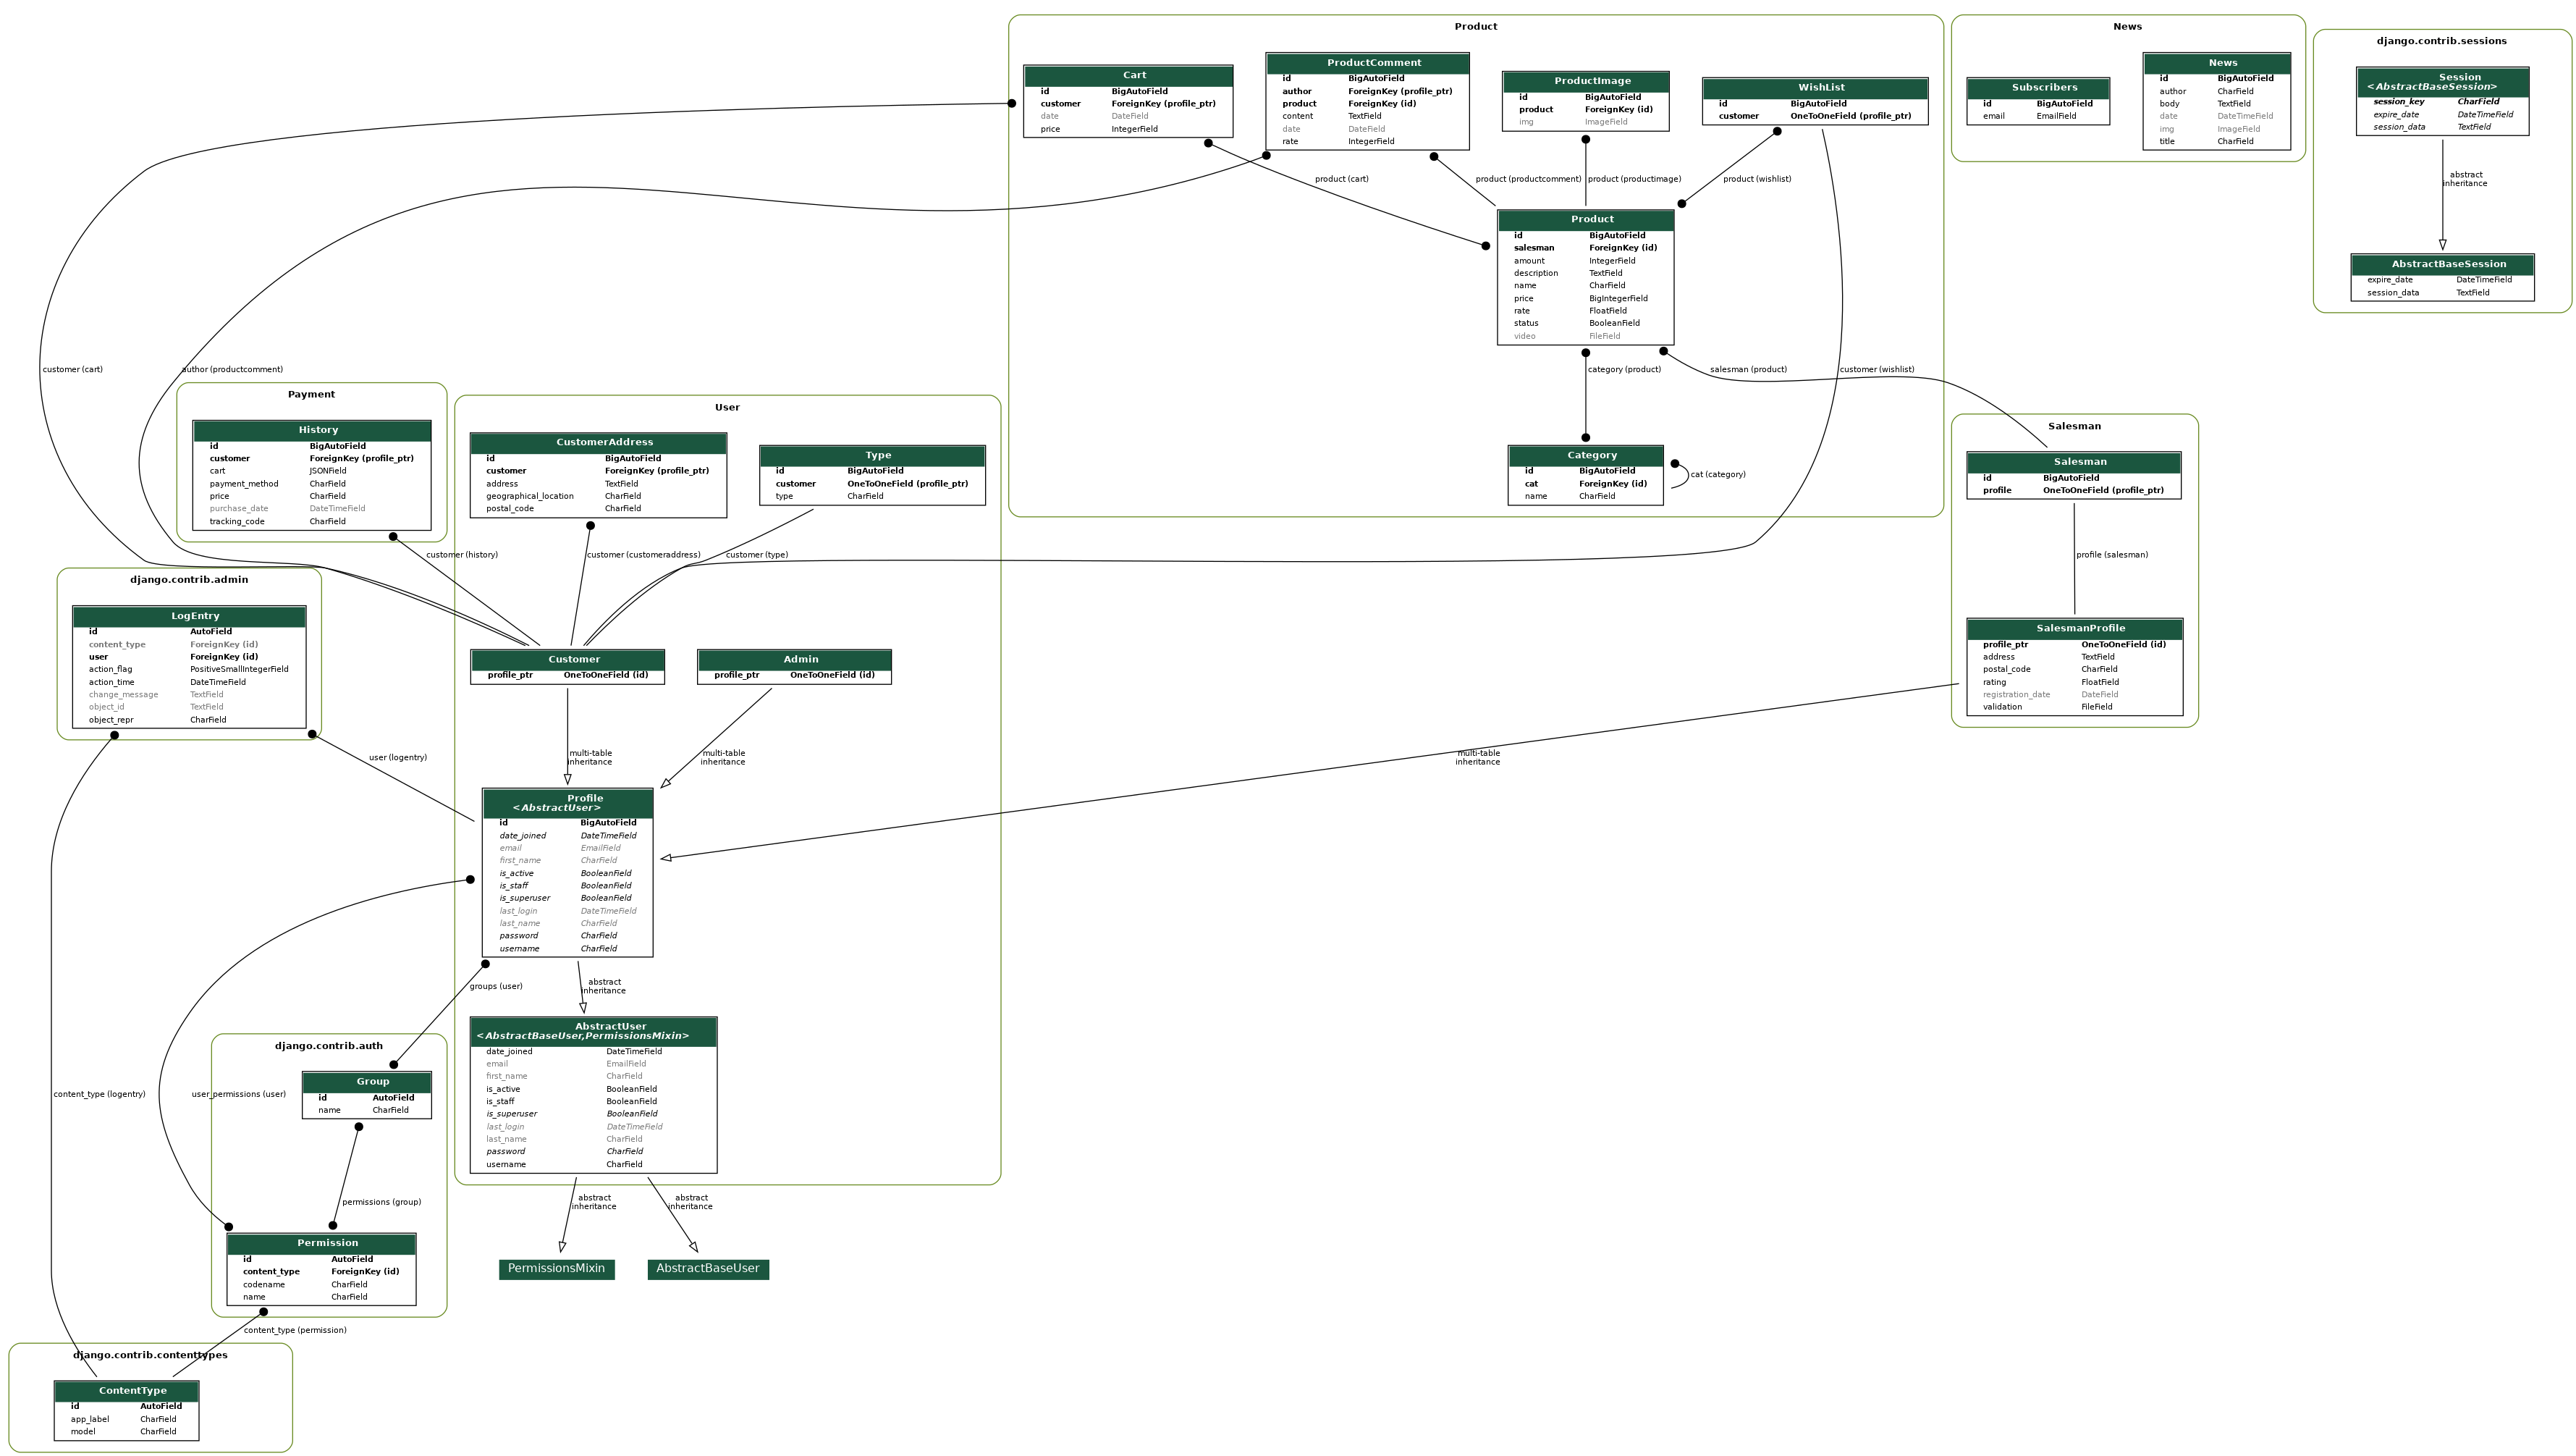 Product
Cart
id BigAutoField
customer ForeignKey (profile_ptr)
date DateField
price IntegerField
ProductComment
id BigAutoField
author ForeignKey (profile_ptr)
product ForeignKey (id)
content TextField
date DateField
rate IntegerField
ProductImage
id BigAutoField
product ForeignKey (id)
img ImageField
WishList
id BigAutoField
customer OneToOneField (profile_ptr)
product (cart)
product (productcomment)
product (productimage)
product (wishlist)
Product
id BigAutoField
salesman ForeignKey (id)
amount IntegerField
description TextField
name CharField
price BigIntegerField
rate FloatField
status BooleanField
video FileField
category (product)
salesman (product)
customer (wishlist)
Category
id BigAutoField
cat ForeignKey (id)
name CharField
cat (category)
News
Subscribers
id BigAutoField
email EmailField
News
id BigAutoField
author CharField
body TextField
date DateTimeField
img ImageField
title CharField
django.contrib.sessions
Session
<AbstractBaseSession>
session_key CharField
expire_date DateTimeField
session_data TextField
abstract
inheritance
AbstractBaseSession
expire_date DateTimeField
session_data TextField
customer (cart)
author (productcomment)
Payment
History
id BigAutoField
customer ForeignKey (profile_ptr)
cart JSONField
payment_method CharField
price CharField
purchase_date DateTimeField
tracking_code CharField
customer (history)
User
CustomerAddress
id BigAutoField
customer ForeignKey (profile_ptr)
address TextField
geographical_location CharField
postal_code CharField
Type
id BigAutoField
customer OneToOneField (profile_ptr)
type CharField
customer (customeraddress)
customer (type)
Customer
profile_ptr OneToOneField (id)
Admin
profile_ptr OneToOneField (id)
multi-table
inheritance
multi-table
inheritance
multi-table
inheritance
Salesman
Salesman
id BigAutoField
profile OneToOneField (profile_ptr)
profile (salesman)
SalesmanProfile
profile_ptr OneToOneField (id)
address TextField
postal_code CharField
rating FloatField
registration_date DateField
validation FileField
django.contrib.admin
LogEntry
id AutoField
content_type ForeignKey (id)
user ForeignKey (id)
action_flag PositiveSmallIntegerField
action_time DateTimeField
change_message TextField
object_id TextField
object_repr CharField
user (logentry)
Profile
<AbstractUser>
id BigAutoField
date_joined DateTimeField
email EmailField
first_name CharField
is_active BooleanField
is_staff BooleanField
is_superuser BooleanField
last_login DateTimeField
last_name CharField
password CharField
username CharField
groups (user)
abstract
inheritance
AbstractUser
<AbstractBaseUser,PermissionsMixin>
date_joined DateTimeField
email EmailField
first_name CharField
is_active BooleanField
is_staff BooleanField
is_superuser BooleanField
last_login DateTimeField
last_name CharField
password CharField
username CharField
abstract
inheritance
abstract
inheritance
PermissionsMixin
AbstractBaseUser
content_type (logentry)
user_permissions (user)
django.contrib.auth
Group
id AutoField
name CharField
permissions (group)
Permission
id AutoField
content_type ForeignKey (id)
codename CharField
name CharField
content_type (permission)
django.contrib.contenttypes
ContentType
id AutoField
app_label CharField
model CharField